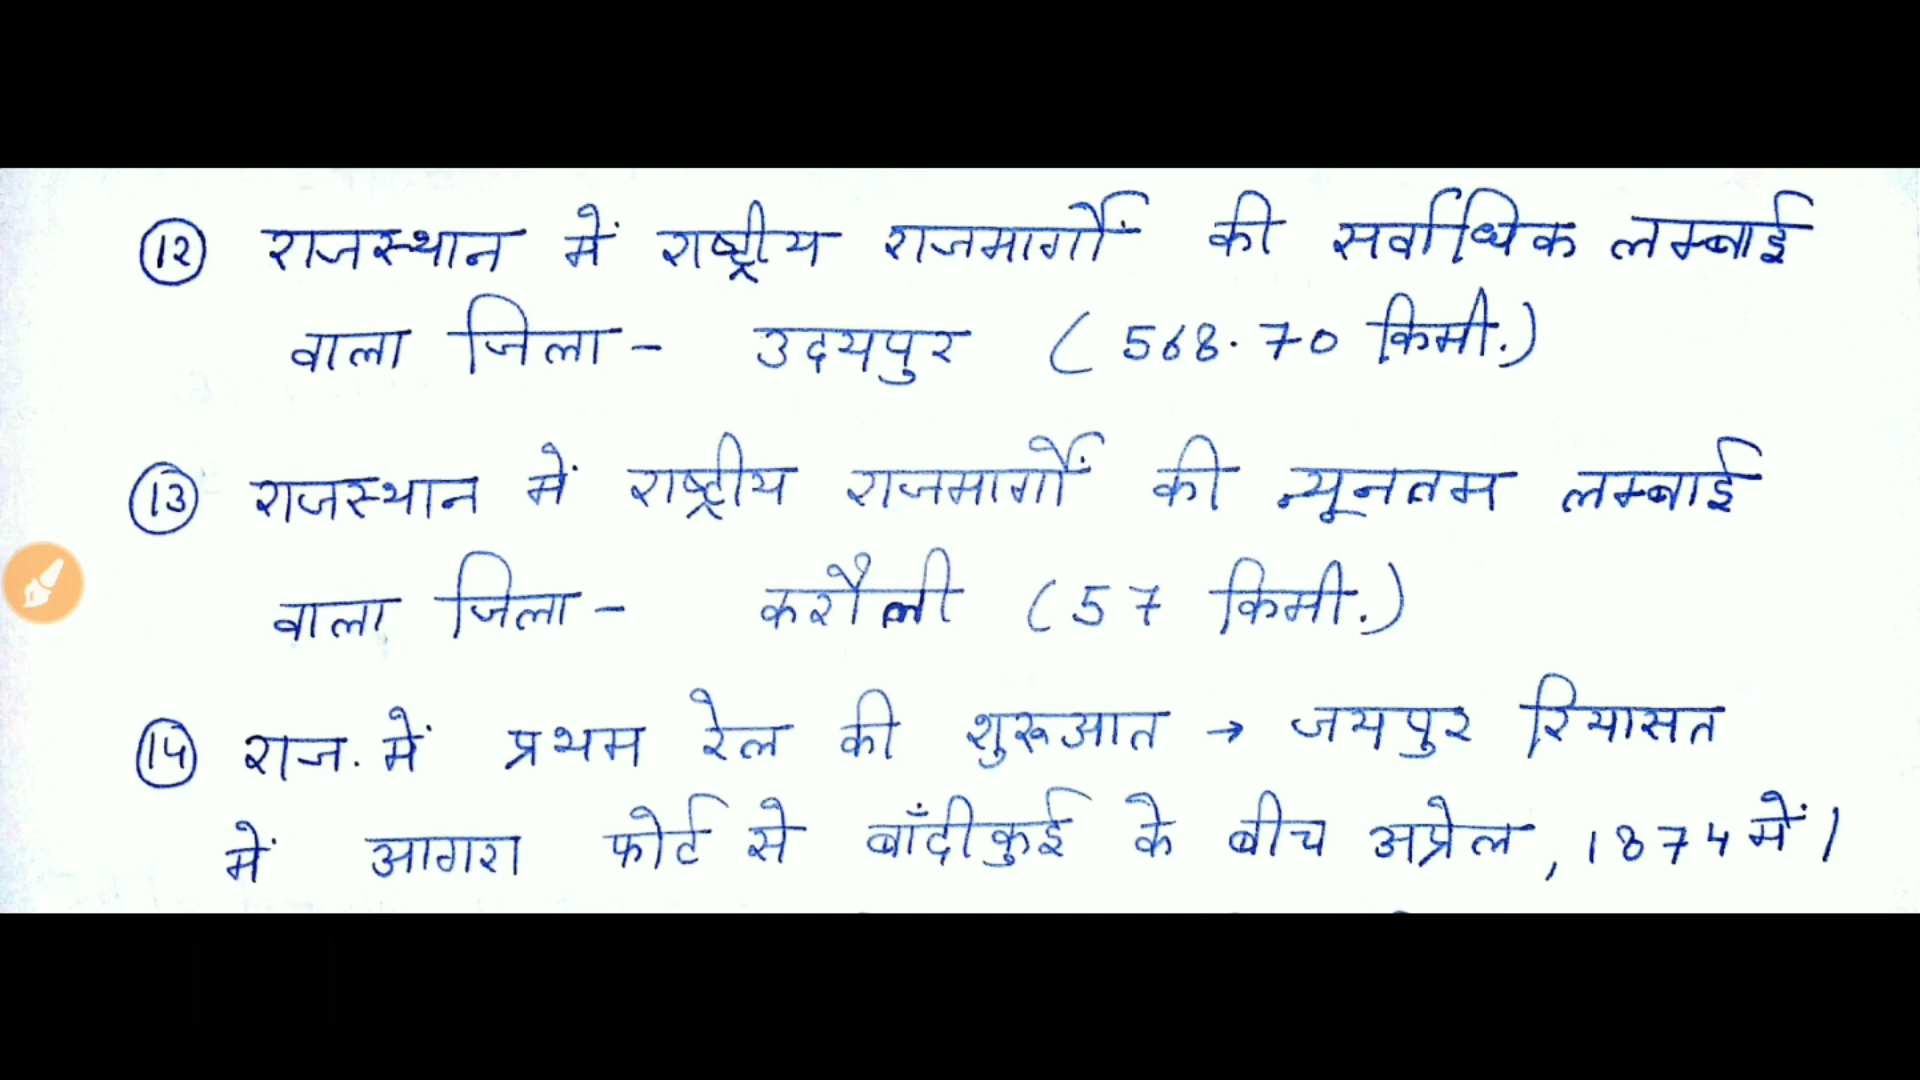 (12) राजस्थान में राष्ट्रीय राजमार्गों की सर्वाधिक लम्बाई
वाला जिला - उदयपुर (568.70 किमी.)
(13) राजस्थान में राष्ट्रीय राजमार्गों की न्यूनतम लम्बाई
वाला जिला - करौली (57 किमी.)
(14) राज. में प्रथम रेल की शुरूआत → जयपुर रियासत
में आगरा फोर्ट से बाँदीकुई के बीच अप्रेल, 1874 में।